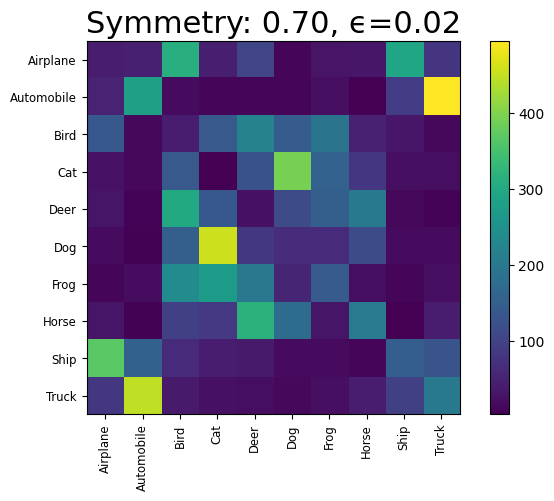 Symmetry: 0.70, ϵ=0.02
Airplane
Automobile
Bird
Cat
Deer
Dog
Frog
Horse
Ship
Truck
Airplane
Automobile
Bird
Cat
Deer
Dog
Frog
Horse
Ship
Truck
400
300
200
100